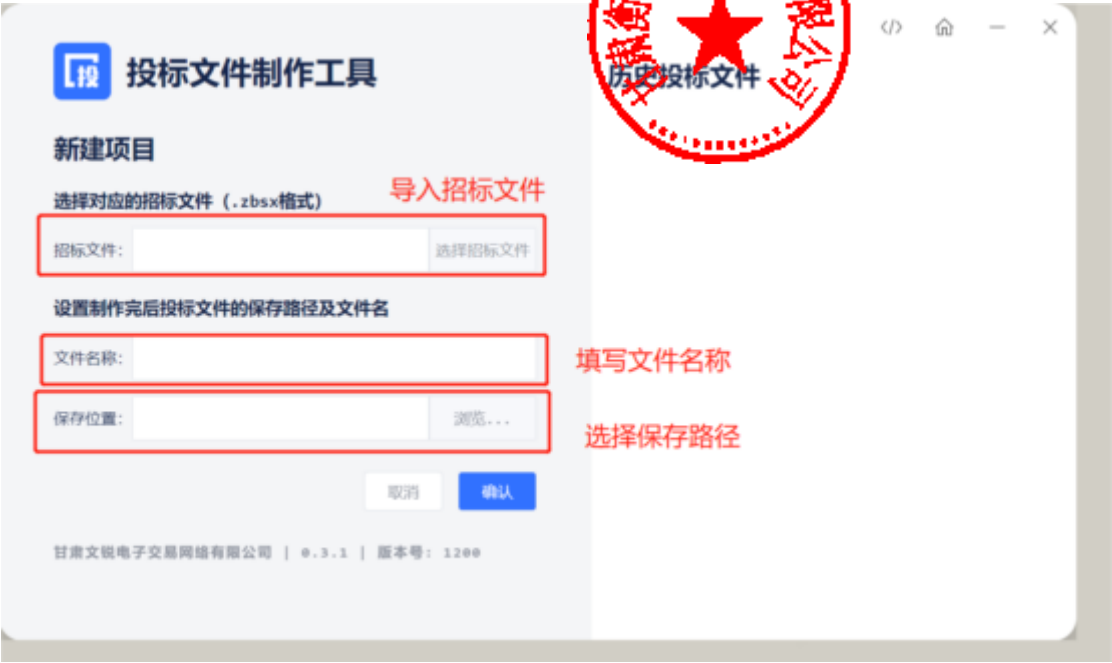 投标文件制作工具
历史投标文件
新建项目
导入招标文件
选择对应的招标文件（.zbsx格式）
招标文件： 选择招标文件
设置制作完后投标文件的保存路径及文件名
文件名称：
填写文件名称
保存位置： 浏览...
选择保存路径
取消 确认
甘肃文锐电子交易网络有限公司 | 0.3.1 | 版本号：1200
投
甘肃
限公司